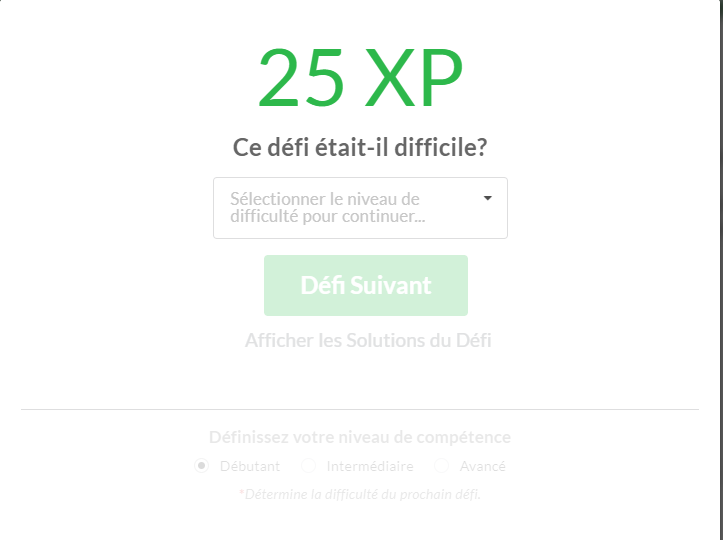 25 XP
Ce défi était-il difficile?
Sélectionner le niveau de
difficulté pour continuer...
Défi Suivant
Afficher les Solutions du Défi
Définissez votre niveau de compétence
Débutant Intermédiaire Avancé
*Détermine la difficulté du prochain défi.